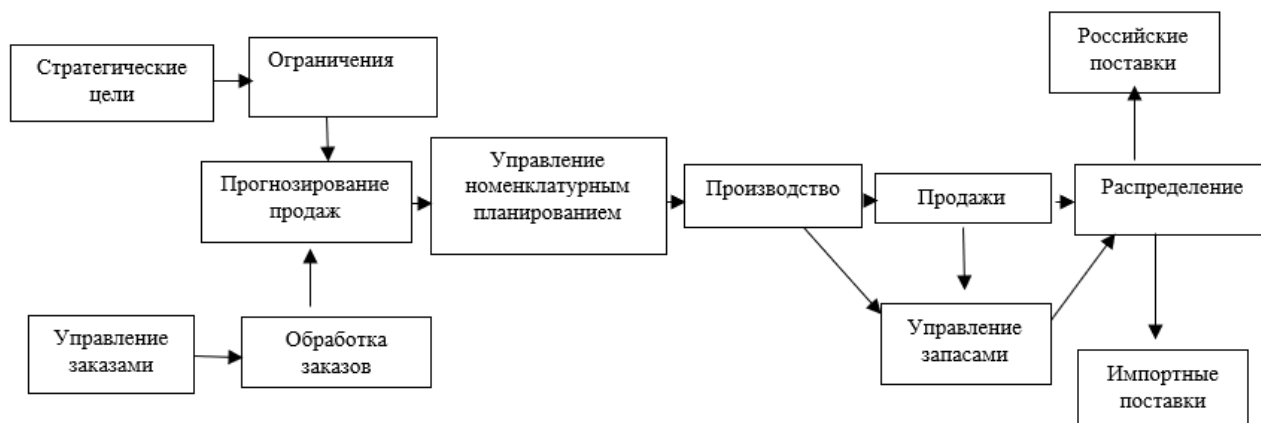 Стратегические
цели
Ограничения
Российские
поставки
Прогнозирование
продаж
Управление
номенклатурным
планированием
Производство
Продажи
Распределение
Управление
заказами
Обработка
заказов
Управление
запасами
Импортные
поставки